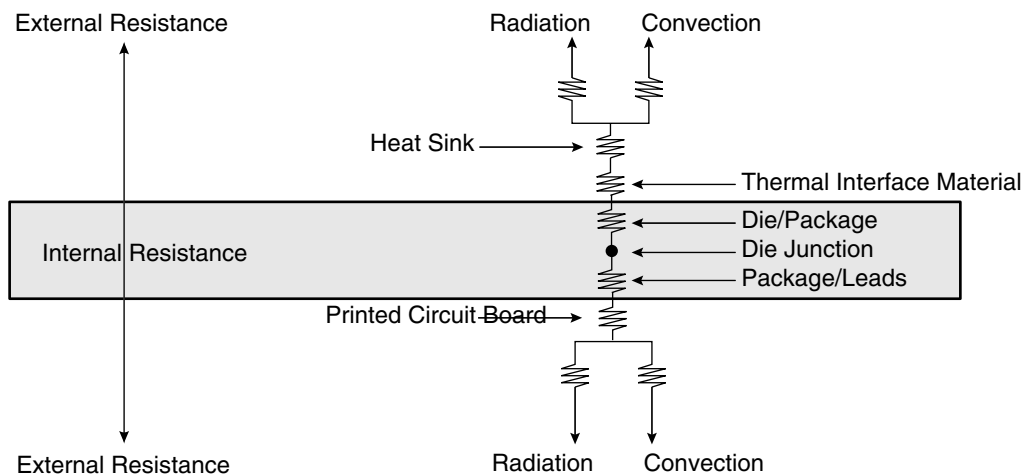 External Resistance
Radiation
Convection
Heat Sink
Thermal Interface Material
Die/Package
Internal Resistance
Die Junction
Package/Leads
Printed Circuit Board
External Resistance
Radiation
Convection